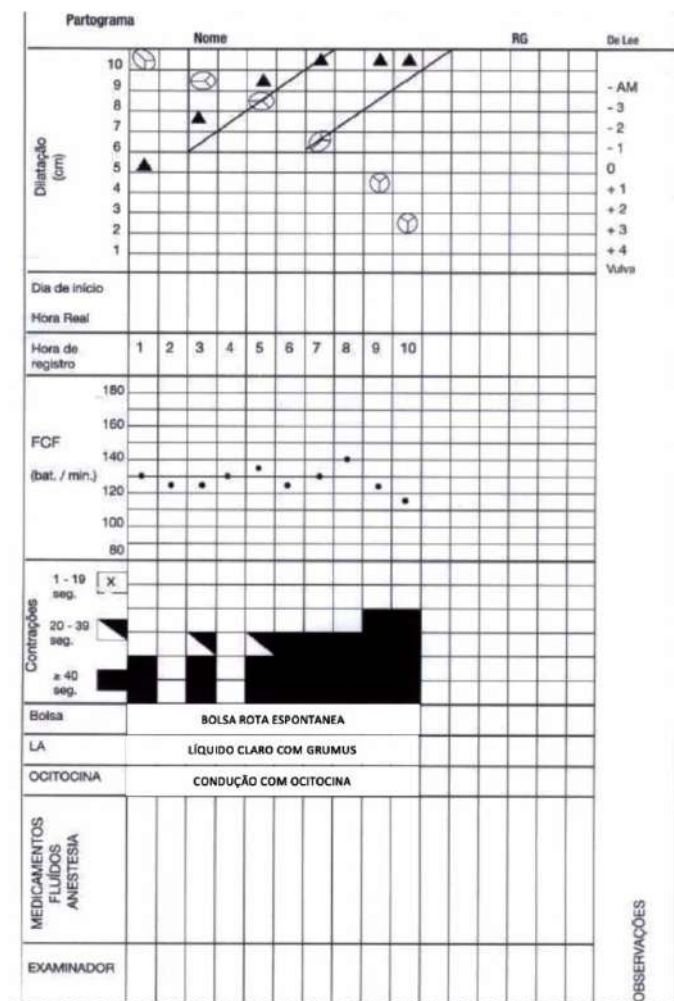 Partograma
Nome RG De Lee
10
9 - AM
8 - 3
7 - 2
6 - 1
5 0
4 + 1
3 + 2
2 + 3
1 + 4
Vulva
Dilatação
(cm)
Dia de início
Hora Real
Hora de
registro
1 2 3 4 5 6 7 8 9 10
180
160
FCF 140
(bat. / min.)
120
100
80
Contrações
1 - 19 X
seg.
20 - 39
seg.
≥ 40
seg.
Bolsa BOLSA ROTA ESPONTANEA
LA LÍQUIDO CLARO COM GRUMUS
OCITOCINA CONDUÇÃO COM OCITOCINA
MEDICAMENTOS
FLUÍDOS
ANESTESIA
EXAMINADOR
OBSERVAÇÕES